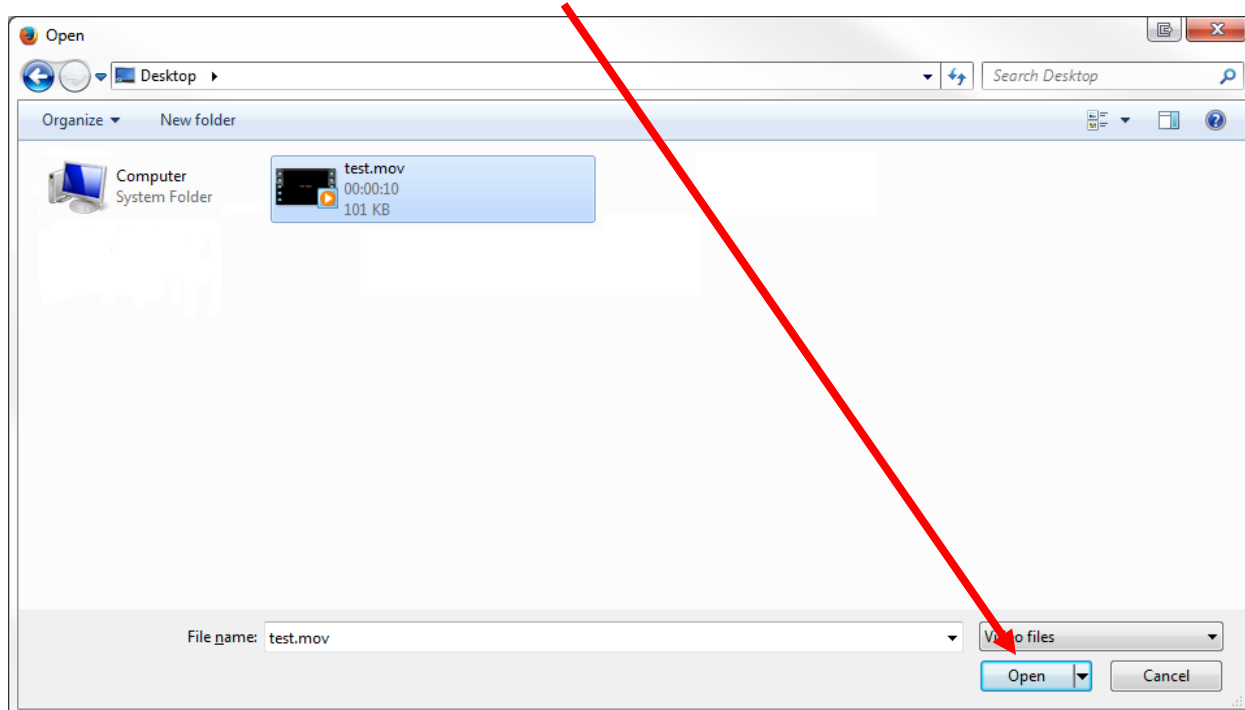 Open
Desktop
Search Desktop
Organize New folder
Computer
System Folder
test.mov
00:00:10
101 KB
File name: test.mov
files
Open Cancel